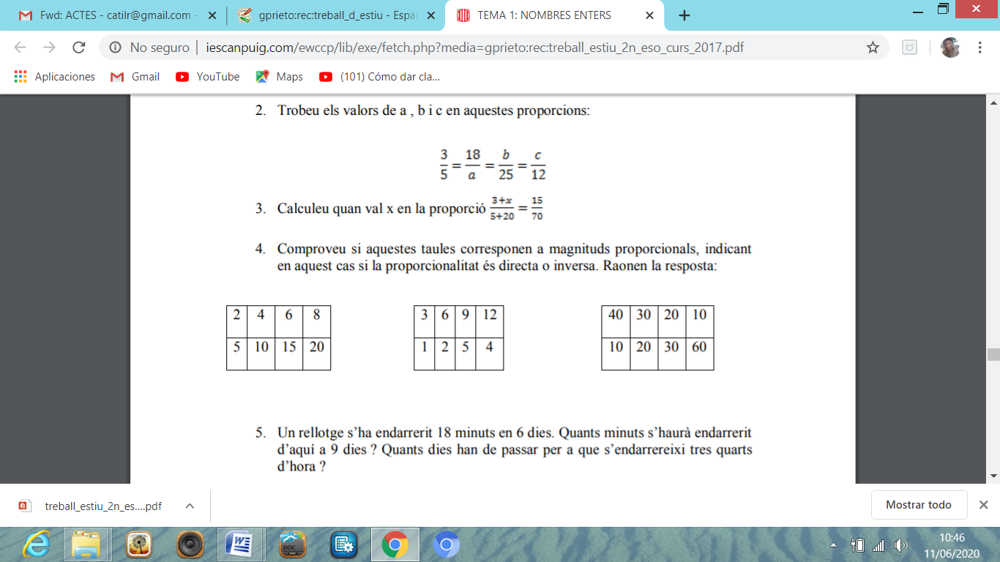 Fwd: ACTES - catilr@gmail.com -
gprieto:rec:treball_d_estiu - Espai
TEMA 1: NOMBRES ENTERS
No seguro | iescanpuig.com/ewccp/lib/exe/fetch.php?media=gprieto:rec:treball_estiu_2n_eso_curs_2017.pdf
Aplicaciones Gmail YouTube Maps (101) Cómo dar cla...
2. Trobeu els valors de a , b i c en aquestes proporcions:
3/5 = 18/a = b/25 = c/12
3. Calculeu quan val x en la proporció (3+x)/(5+20) = 15/70
4. Comproveu si aquestes taules corresponen a magnituds proporcionals, indicant
en aquest cas si la proporcionalitat és directa o inversa. Raonen la resposta:
2 4 6 8
5 10 15 20
3 6 9 12
1 2 5 4
40 30 20 10
10 20 30 60
5. Un rellotge s’ha endarrerit 18 minuts en 6 dies. Quants minuts s’haurà endarrerit
d’aquí a 9 dies ? Quants dies han de passar per a que s’endarrereixi tres quarts
d’hora ?
treball_estiu_2n_es....pdf
Mostrar todo
DOC
10:46
11/06/2020